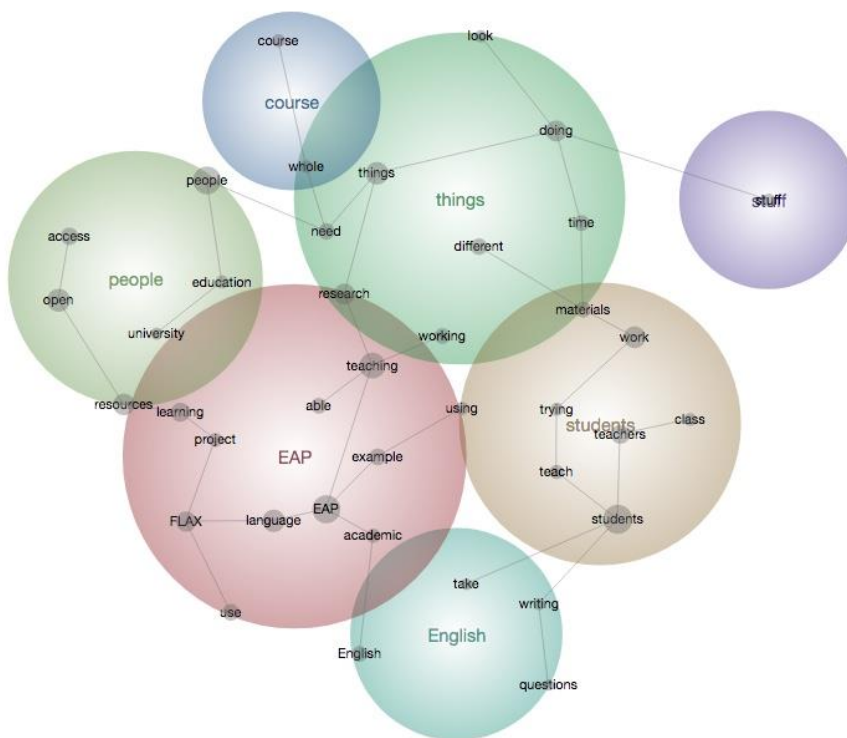 look
course
course
doing
whole
things
people
things
stuff
stuff
time
need
access
different
people
education
open
research
materials
university
working
work
teaching
resources
able
using
trying
learning
class
students
teachers
project
EAP
example
teach
EAP
FLAX
language
students
academic
take
writing
use
English
English
questions